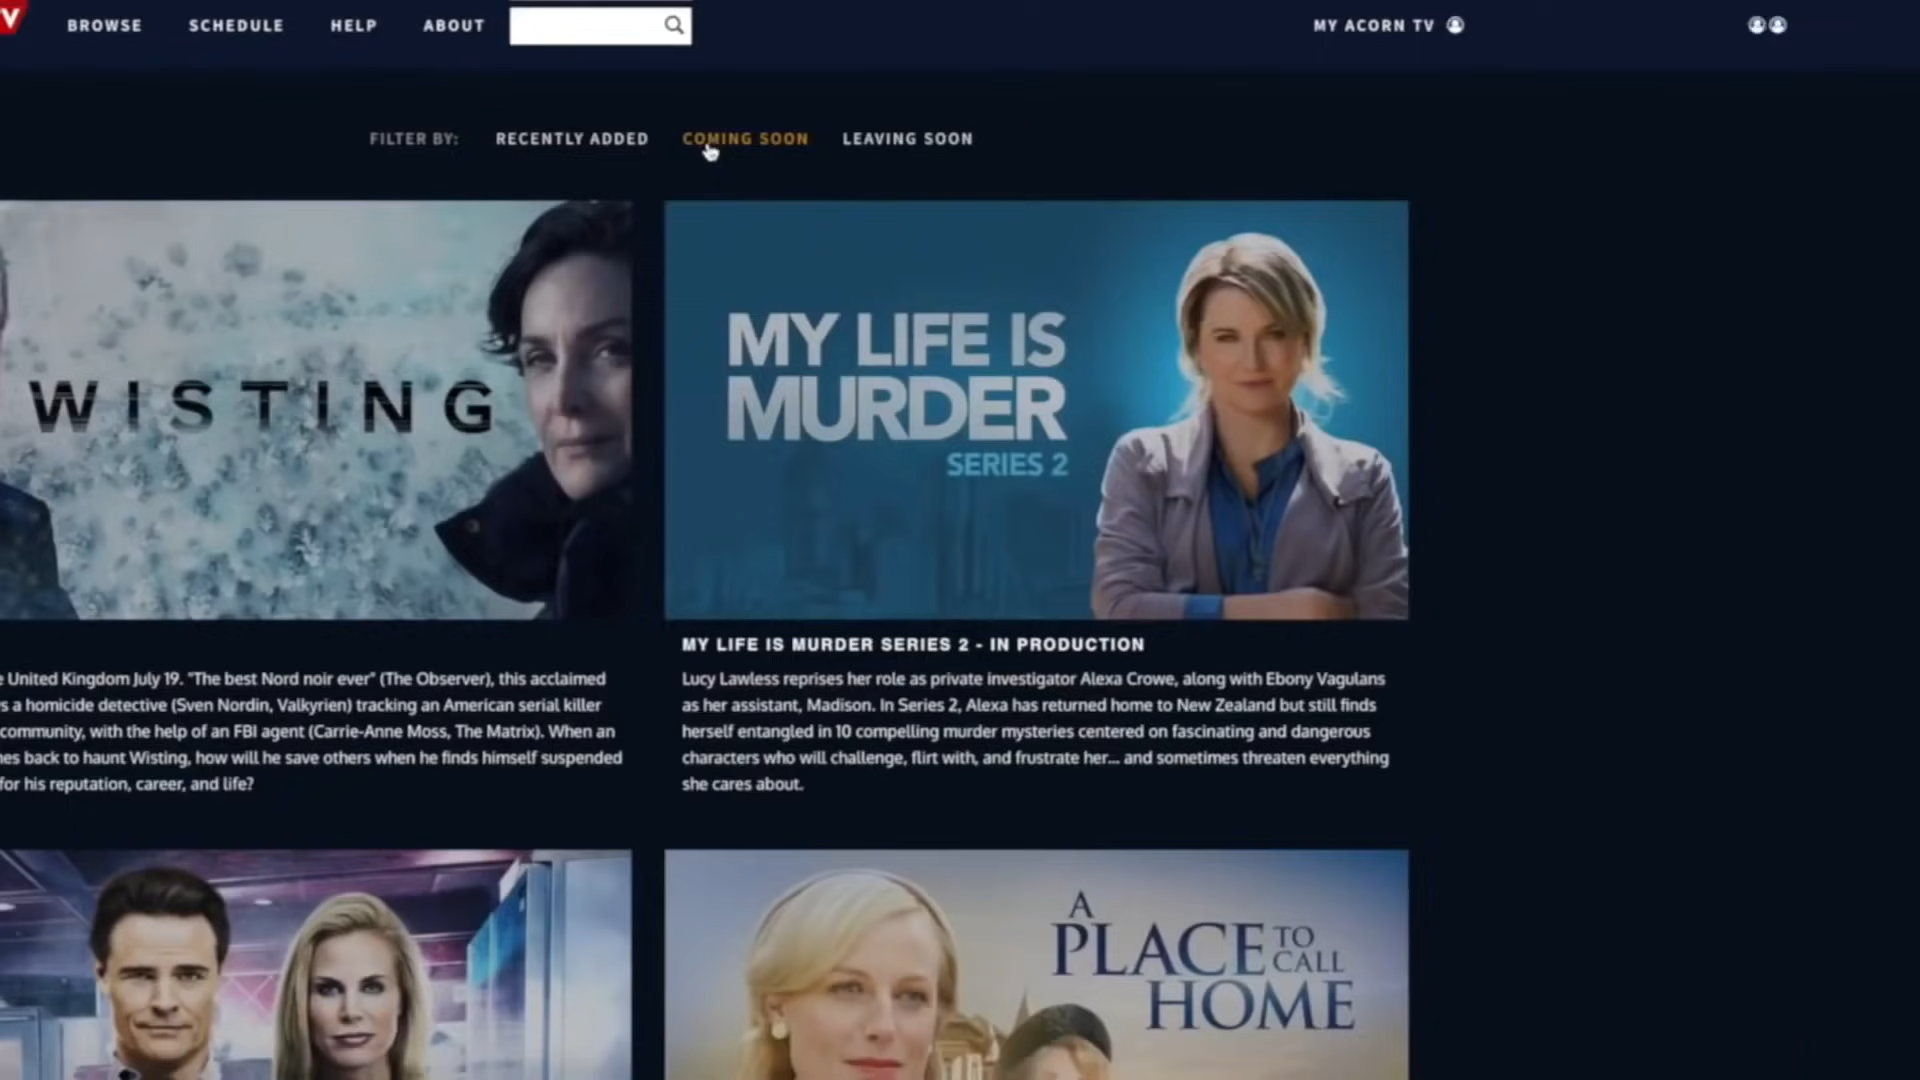 V
BROWSE
SCHEDULE
HELP
ABOUT
MY ACORN TV
FILTER BY:
RECENTLY ADDED
COMING SOON
LEAVING SOON
WISTING
MY LIFE IS
MURDER
SERIES 2
United Kingdom July 19. "The best Nord noir ever" (The Observer), this acclaimed
s a homicide detective (Sven Nordin, Valkyrien) tracking an American serial killer
community, with the help of an FBI agent (Carrie-Anne Moss, The Matrix). When an
es back to haunt Wisting, how will he save others when he finds himself suspended
for his reputation, career, and life?
MY LIFE IS MURDER SERIES 2 - IN PRODUCTION
Lucy Lawless reprises her role as private investigator Alexa Crowe, along with Ebony Vagulans
as her assistant, Madison. In Series 2, Alexa has returned home to New Zealand but still finds
herself entangled in 10 compelling murder mysteries centered on fascinating and dangerous
characters who will challenge, flirt with, and frustrate her... and sometimes threaten everything
she cares about.
A
PLACE TO
CALL
HOME